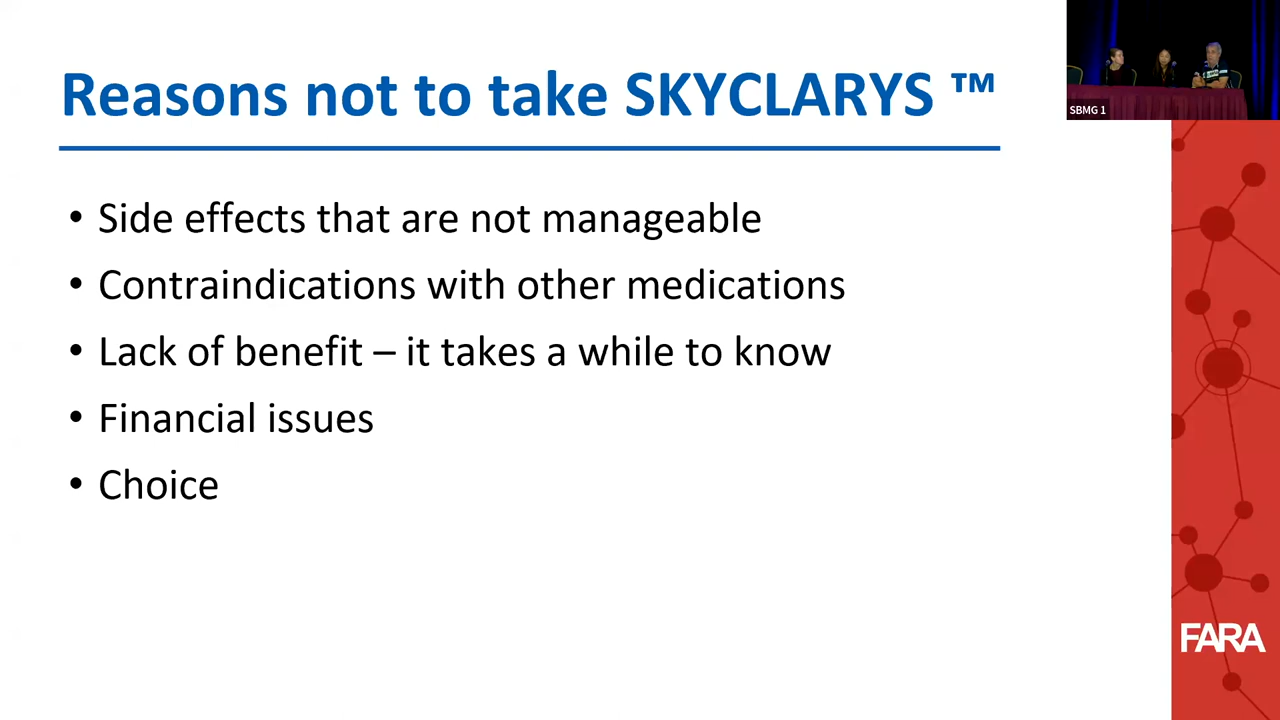 Reasons not to take SKYCLARYS ™
SBMG 1
• Side effects that are not manageable
• Contraindications with other medications
• Lack of benefit – it takes a while to know
• Financial issues
• Choice
FARA